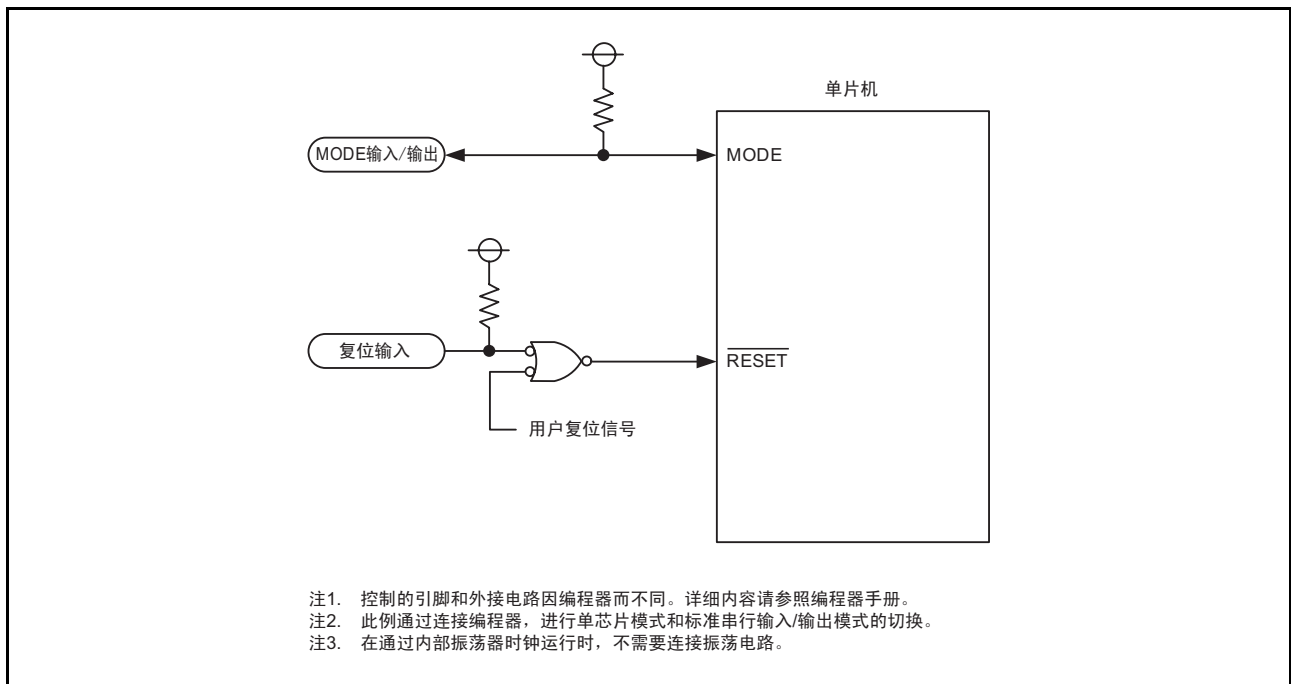 单片机
MODE输入/输出
MODE
复位输入
RESET
用户复位信号
注1. 控制的引脚和外接电路因编程器而不同。详细内容请参照编程器手册。
注2. 此例通过连接编程器，进行单芯片模式和标准串行输入/输出模式的切换。
注3. 在通过内部振荡器时钟运行时，不需要连接振荡电路。